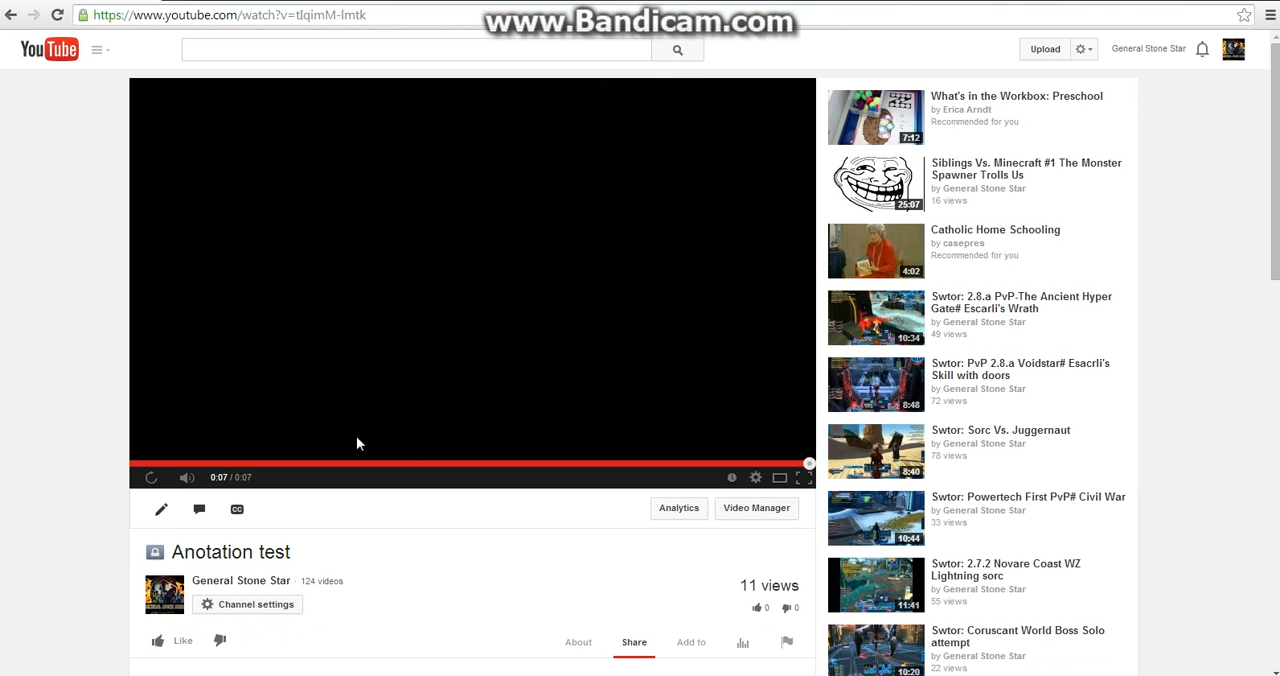 https://www.youtube.com/watch?v=tIqimM-lmtk
www.Bandicam.com
YouTube
Upload
General Stone Star
What's in the Workbox: Preschool
by Erica Arndt
Recommended for you
7:12
Siblings Vs. Minecraft #1 The Monster
Spawner Trolls Us
by General Stone Star
16 views
25:07
Catholic Home Schooling
by casepres
Recommended for you
4:02
Swtor: 2.8.a PvP-The Ancient Hyper
Gate# Escarli's Wrath
by General Stone Star
49 views
10:34
Swtor: PvP 2.8.a Voidstar# Esacrli's
Skill with doors
by General Stone Star
72 views
8:48
Swtor: Sorc Vs. Juggernaut
by General Stone Star
78 views
8:40
Swtor: Powertech First PvP# Civil War
by General Stone Star
33 views
10:44
Swtor: 2.7.2 Novare Coast WZ
Lightning sorc
by General Stone Star
55 views
11:41
Swtor: Coruscant World Boss Solo
attempt
by General Stone Star
22 views
10:20
0:07 / 0:07
Analytics
Video Manager
Anotation test
General Stone Star · 124 videos
Channel settings
11 views
0
0
Like
About
Share
Add to